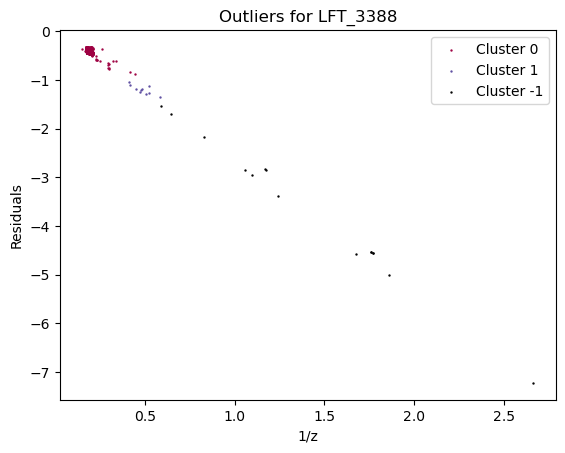 Outliers for LFT_3388
Cluster 0
Cluster 1
Cluster -1
0
−1
−2
−3
−4
−5
−6
−7
Residuals
0.5
1.0
1.5
2.0
2.5
1/z